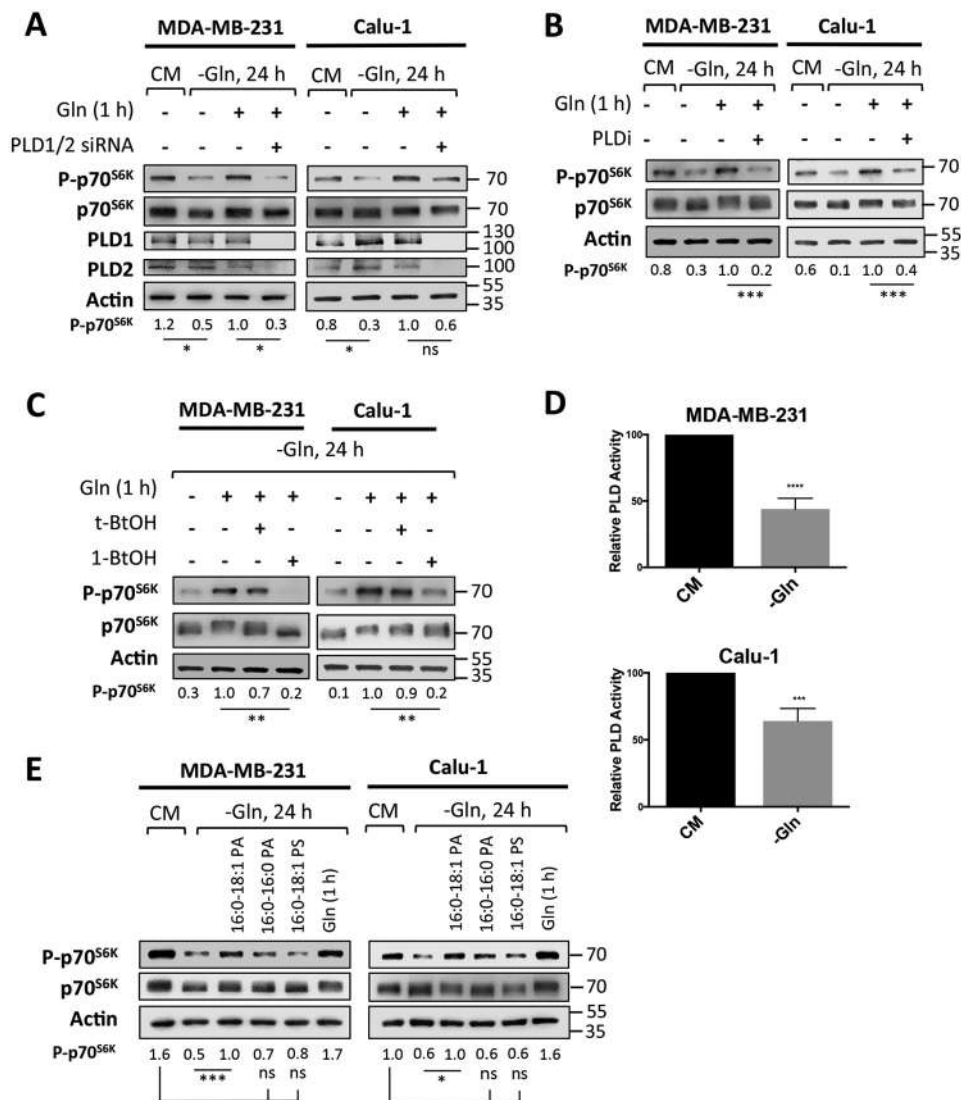 A
MDA-MB-231 Calu-1
CM -Gln, 24 h CM -Gln, 24 h
Gln (1 h) - - + + - - + +
PLD1/2 siRNA - - - + - - - +
P-p70S6K 70
p70S6K 70
PLD1 130 100
PLD2 100
Actin 55 35
P-p70S6K 1.2 0.5 1.0 0.3 0.8 0.3 1.0 0.6
* * * ns
B
MDA-MB-231 Calu-1
CM -Gln, 24 h CM -Gln, 24 h
Gln (1 h) - - + + - - + +
PLDi - - - + - - - +
P-p70S6K 70
p70S6K 70
Actin 55 35
P-p70S6K 0.8 0.3 1.0 0.2 0.6 0.1 1.0 0.4
*** ***
C
MDA-MB-231 Calu-1
-Gln, 24 h
Gln (1 h) - + + + - + + +
t-BtOH - - + - - - + -
1-BtOH - - - + - - - +
P-p70S6K 70
p70S6K 70
Actin 55 35
P-p70S6K 0.3 1.0 0.7 0.2 0.1 1.0 0.9 0.2
** **
D
MDA-MB-231
Relative PLD Activity
100
50
0
****
CM -Gln
Calu-1
Relative PLD Activity
100
50
0
***
CM -Gln
E
MDA-MB-231 Calu-1
CM -Gln, 24 h CM -Gln, 24 h
16:0-18:1 PA 16:0-16:0 PA 16:0-18:1 PS Gln (1 h) 16:0-18:1 PA 16:0-16:0 PA 16:0-18:1 PS Gln (1 h)
P-p70S6K 70
p70S6K 70
Actin 55 35
P-p70S6K 1.6 0.5 1.0 0.7 0.8 1.7 1.0 0.6 1.0 0.6 0.6 1.6
*** ns ns * ns ns